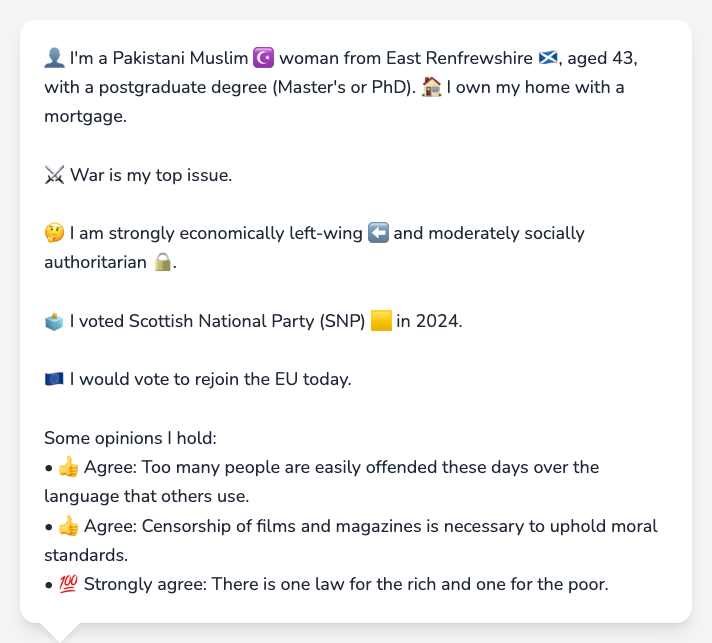 👤 I'm a Pakistani Muslim ☪️ woman from East Renfrewshire 🏴󠁧󠁢󠁳󠁣󠁴󠁿, aged 43,
with a postgraduate degree (Master's or PhD). 🏠 I own my home with a
mortgage.
⚔️ War is my top issue.
🤔 I am strongly economically left-wing ⬅️ and moderately socially
authoritarian 🔒.
🗳️ I voted Scottish National Party (SNP) 🟨 in 2024.
🇪🇺 I would vote to rejoin the EU today.
Some opinions I hold:
• 👍 Agree: Too many people are easily offended these days over the
language that others use.
• 👍 Agree: Censorship of films and magazines is necessary to uphold moral
standards.
• 💯 Strongly agree: There is one law for the rich and one for the poor.